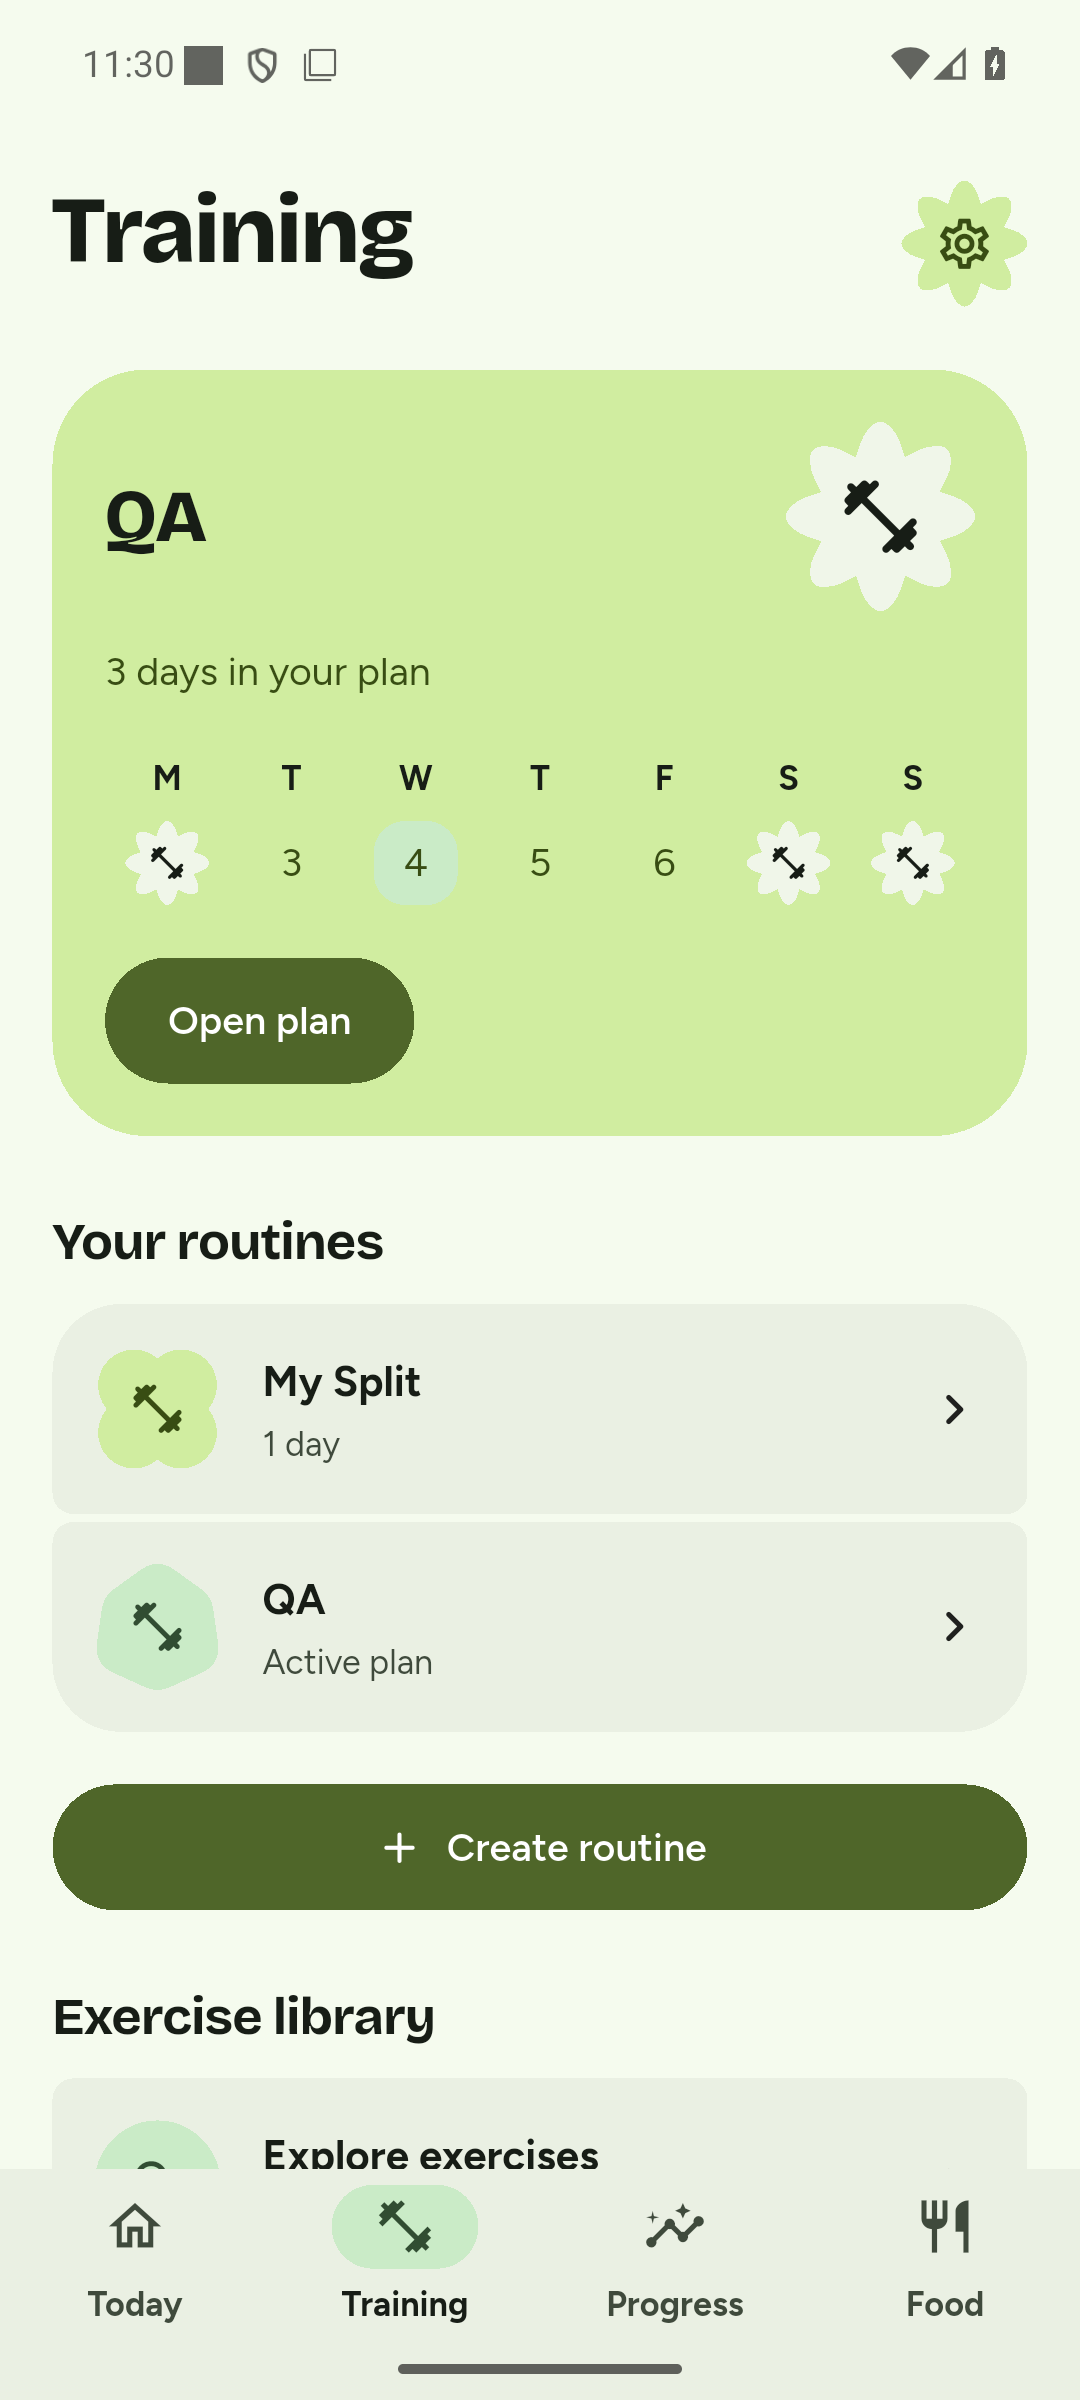 11:30
Training
QA
3 days in your plan
M T W T F S S
3 4 5 6
Open plan
Your routines
My Split
1 day
QA
Active plan
Create routine
Exercise library
Explore exercises
Today Training Progress Food